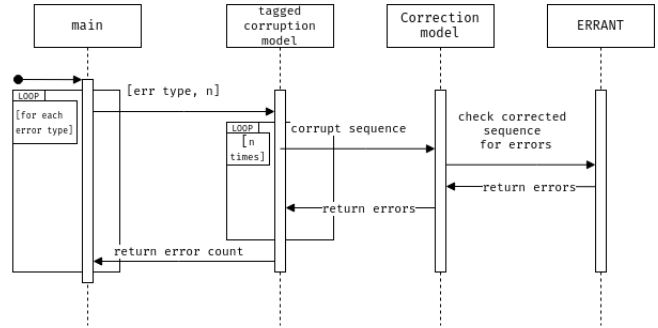 main
tagged
corruption
model
Correction
model
ERRANT
[err type, n]
LOOP
[for each
error type]
LOOP
[n
times]
corrupt sequence
check corrected
sequence
for errors
return errors
return errors
return error count